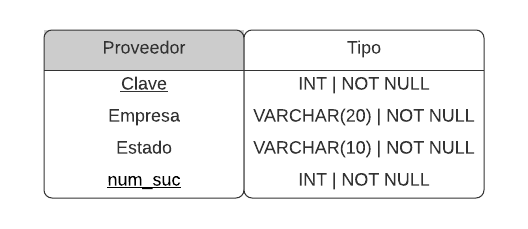 Proveedor Tipo
Clave INT | NOT NULL
Empresa VARCHAR(20) | NOT NULL
Estado VARCHAR(10) | NOT NULL
num_suc INT | NOT NULL